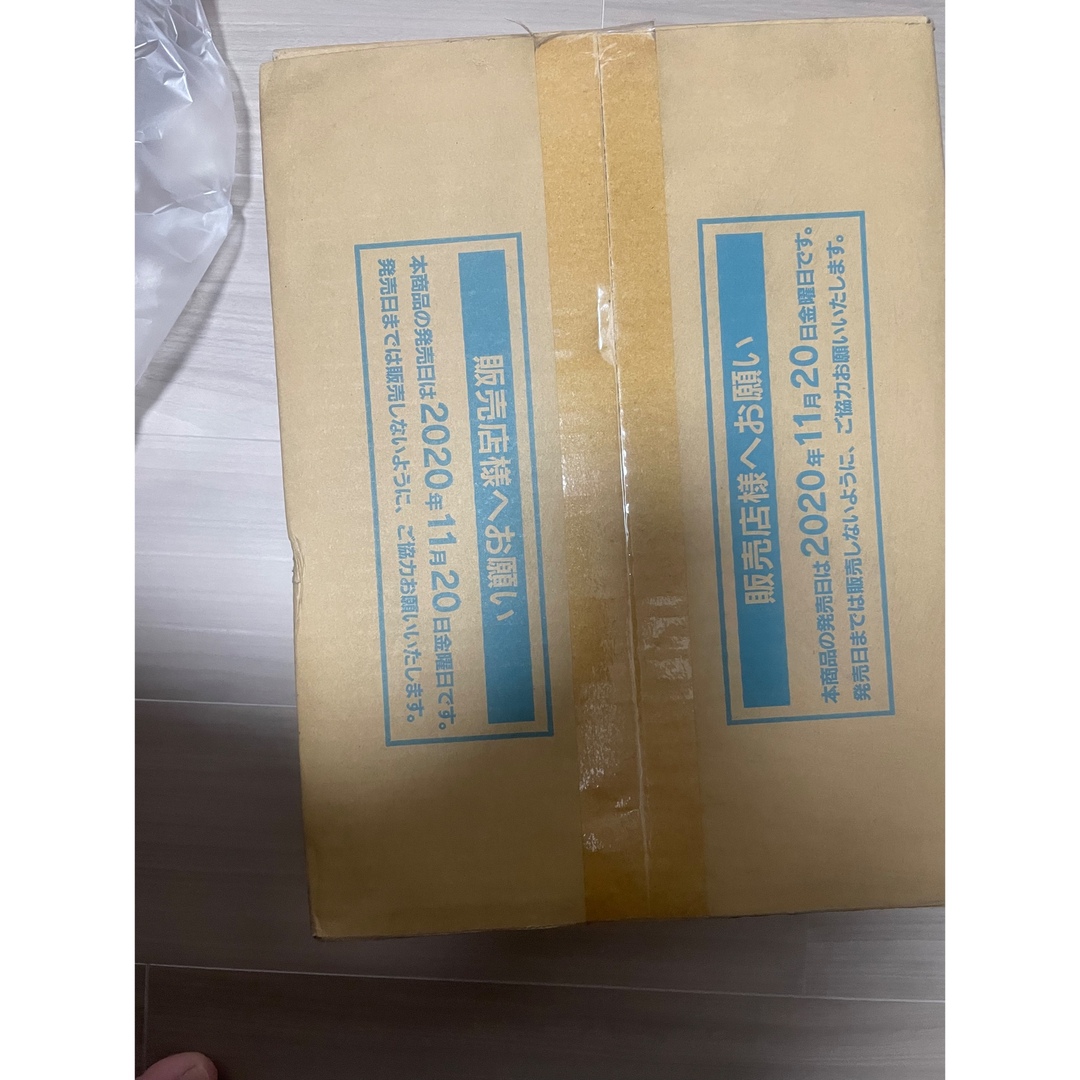 販売店様へお願い
本商品の発売日は2020年11月20日金曜日です。
発売日までは販売しないように、ご協力お願いいたします。
販売店様へお願い
本商品の発売日は2020年11月20日金曜日です。
発売日までは販売しないように、ご協力お願いいたします。